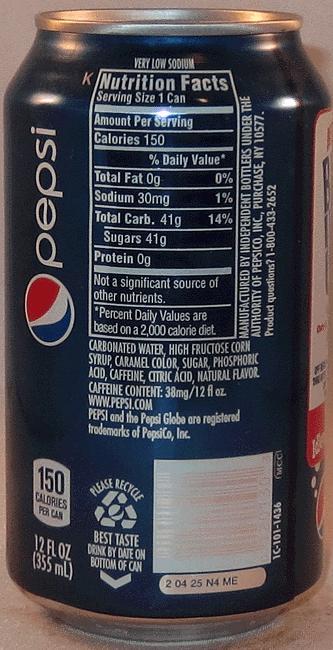 VERY LOW SODIUM
K
Nutrition Facts
Serving Size 1 Can
Amount Per Serving
Calories 150
% Daily Value*
Total Fat 0g 0%
Sodium 30mg 1%
Total Carb. 41g 14%
Sugars 41g
Protein 0g
Not a significant source of
other nutrients.
*Percent Daily Values are
based on a 2,000 calorie diet.
MANUFACTURED BY INDEPENDENT BOTTLERS UNDER THE
AUTHORITY OF PEPSICO, INC., PURCHASE, NY 10577.
Product questions? 1-800-433-2652
CARBONATED WATER, HIGH FRUCTOSE CORN
SYRUP, CARAMEL COLOR, SUGAR, PHOSPHORIC
ACID, CAFFEINE, CITRIC ACID, NATURAL FLAVOR.
CAFFEINE CONTENT: 38mg/12 fl oz.
WWW.PEPSI.COM
PEPSI and the Pepsi Globe are registered
trademarks of PepsiCo, Inc.
pepsi
150
CALORIES
PER CAN
12 FL OZ
(355 mL)
PLEASE RECYCLE
BEST TASTE
DRINK BY DATE ON
BOTTOM OF CAN
2 04 25 N4 ME
1C-101-1436